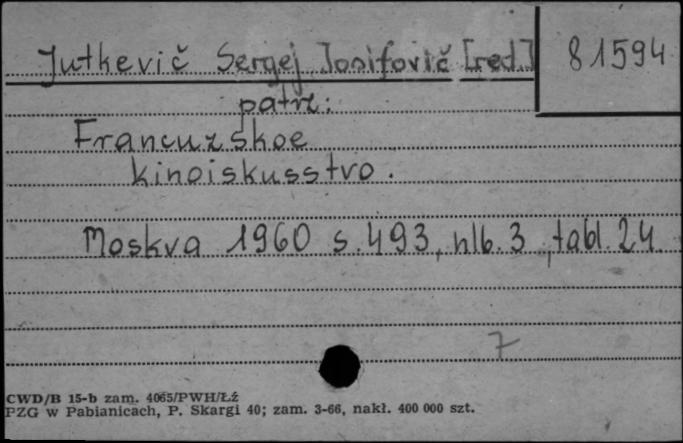 Jutkevič Sergej Josifovič [red.] 81594
patrz:
Francuzskoe
kinoiskusstvo.
Moskva 1960 s. 493, nlb. 3, tabl. 24.
7
CWD/B 15-b zam. 4065/PWH/Łź
PZG w Pabianicach, P. Skargi 40; zam. 3-66, nakł. 400 000 szt.